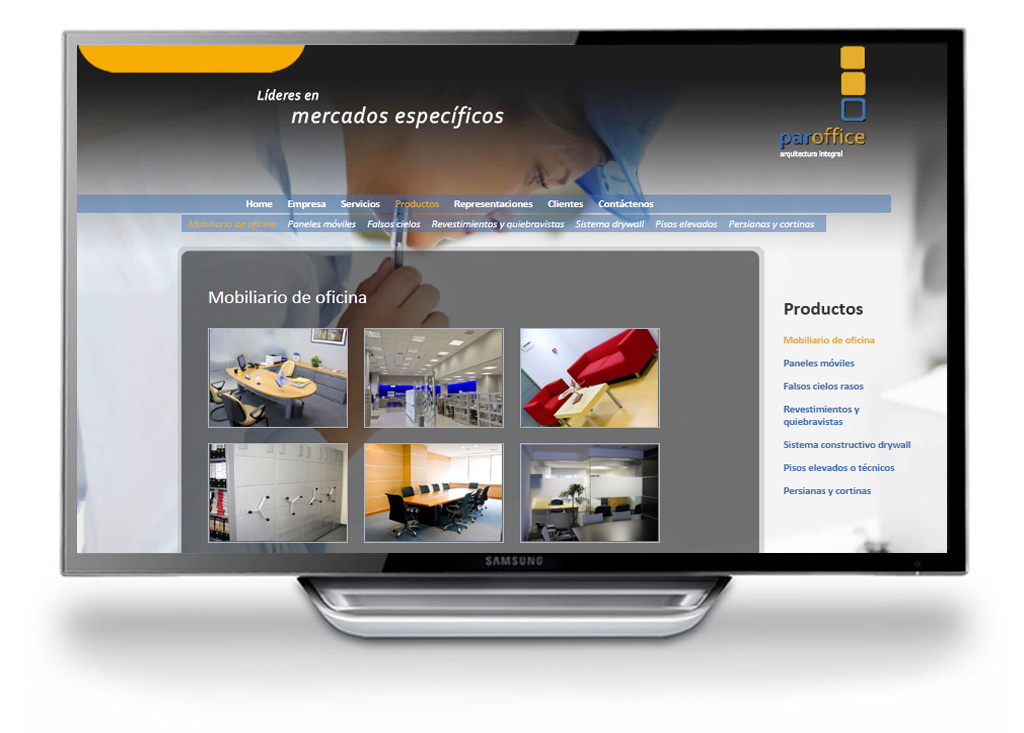 Líderes en
mercados específicos
paroffice
arquitectura integral
Home Empresa Servicios Productos Representaciones Clientes Contáctenos
Mobiliario de oficina Paneles móviles Falsos cielos Revestimientos y quiebravistas Sistema drywall Pisos elevados Persianas y cortinas
Mobiliario de oficina
Productos
Mobiliario de oficina
Paneles móviles
Falsos cielos rasos
Revestimientos y
quiebravistas
Sistema constructivo drywall
Pisos elevados o técnicos
Persianas y cortinas
SAMSUNG